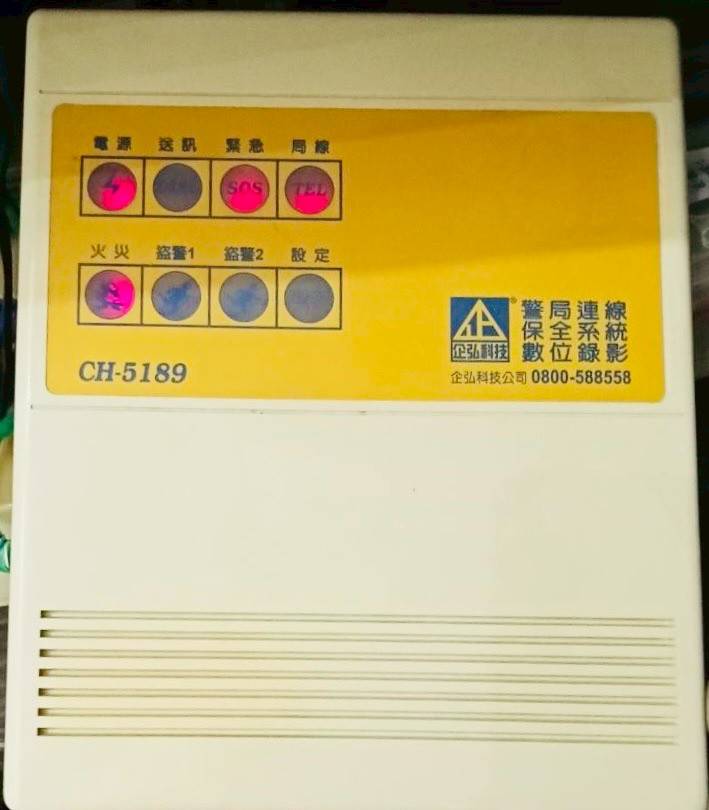 電源 送訊 緊急 局線
SOS TEL
火災 盜警1 盜警2 設定
CH-5189
企弘科技
警局連線
保全系統
數位錄影
企弘科技公司 0800-588558